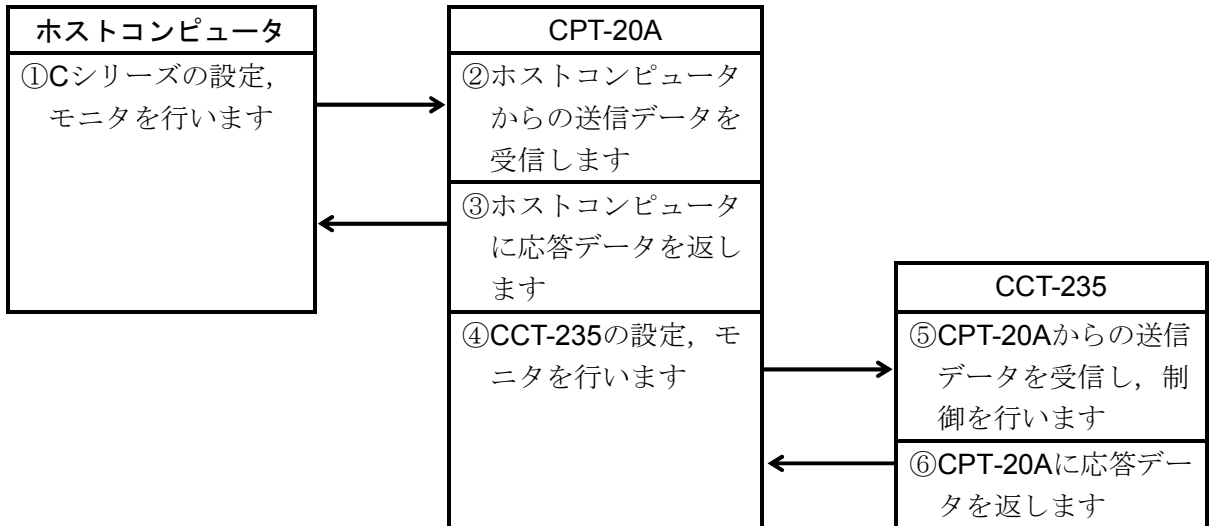 ホストコンピュータ
①Cシリーズの設定,
モニタを行います
CPT-20A
②ホストコンピュータ
からの送信データを
受信します
③ホストコンピュータ
に応答データを返し
ます
④CCT-235の設定，モ
ニタを行います
CCT-235
⑤CPT-20Aからの送信
データを受信し，制
御を行います
⑥CPT-20Aに応答デー
タを返します